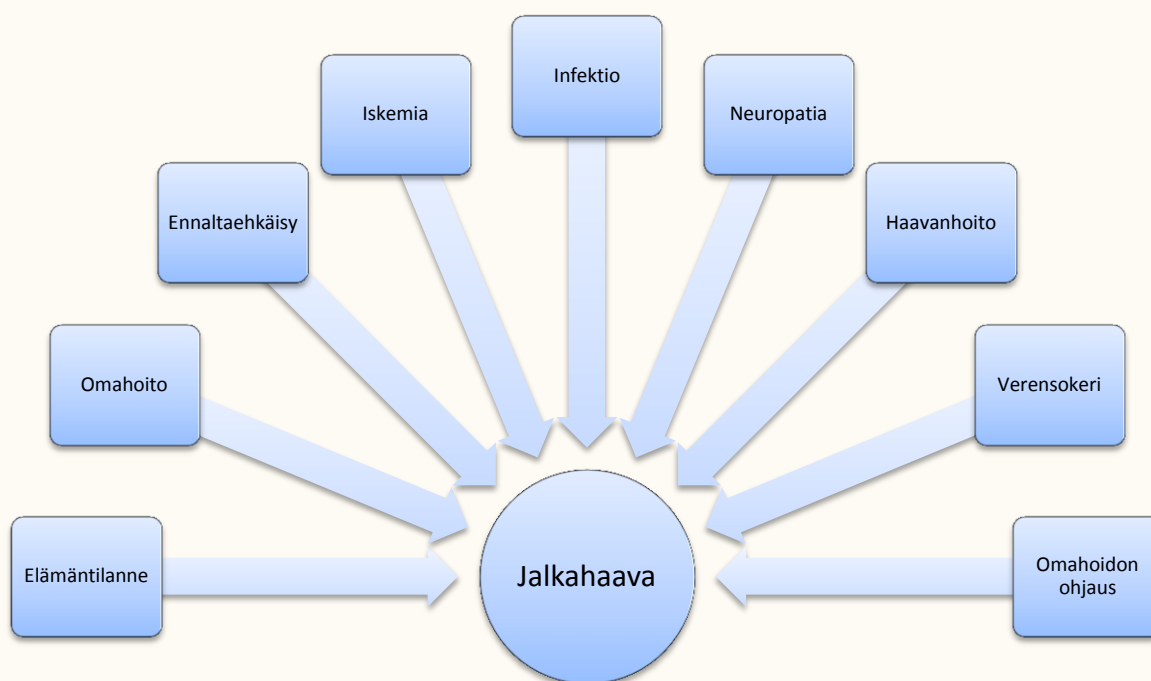 Infektio
Iskemia
Neuropatia
Ennaltaehkäisy
Haavanhoito
Omahoito
Verensokeri
Elämäntilanne
Jalkahaava
Omahoidon
ohjaus